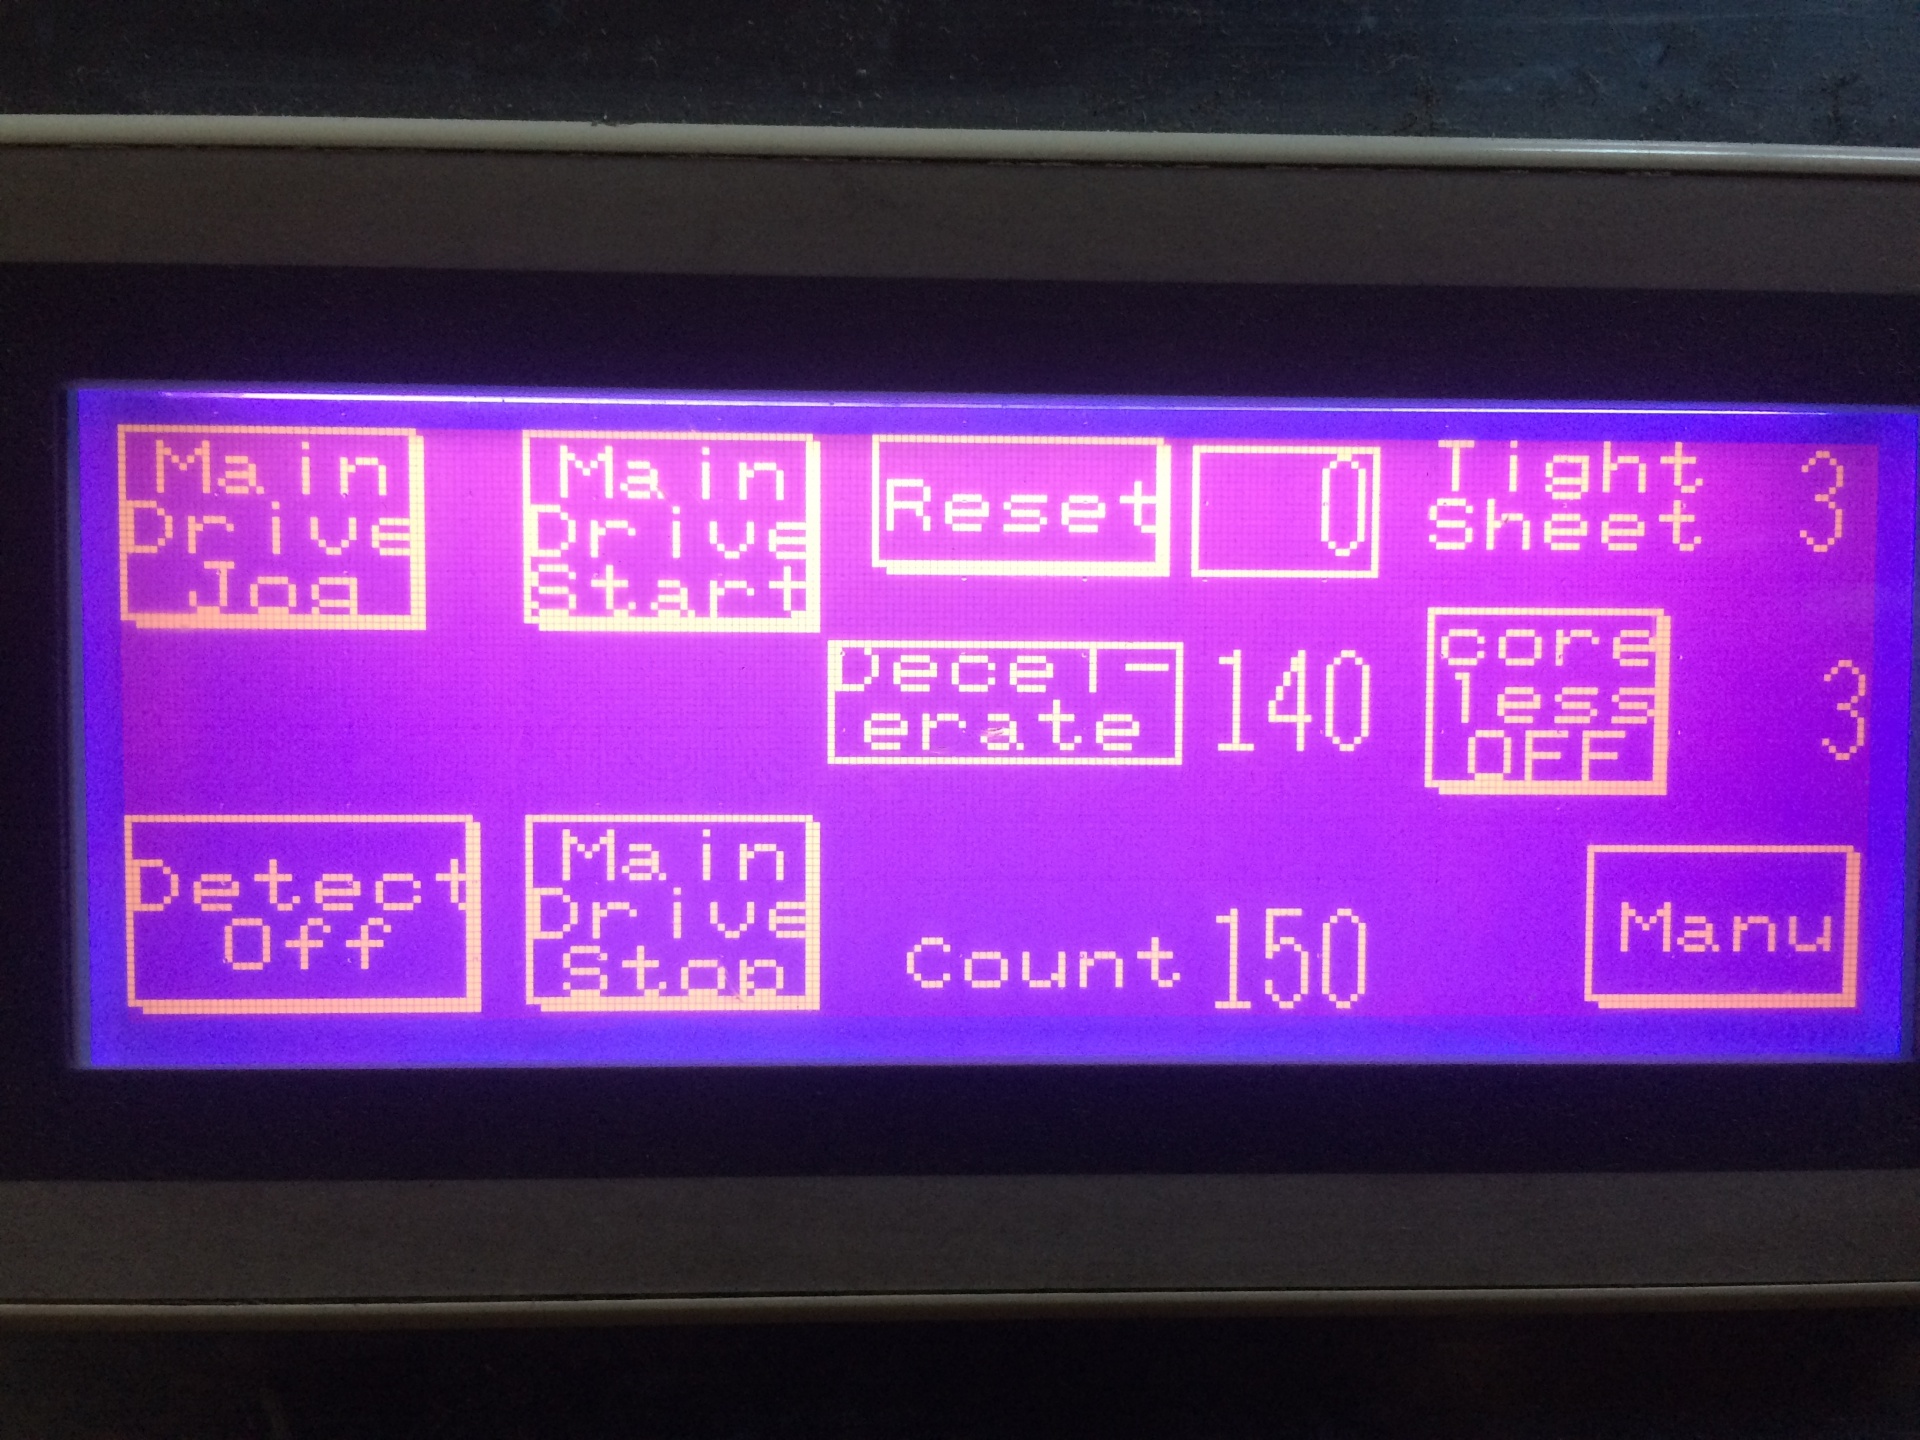 Main
Drive
Jog
Main
Drive
Start
Reset
0
Tight
Sheet
3
Decel-
erate
140
core
less
OFF
3
Detect
Off
Main
Drive
Stop
Count 150
Manu